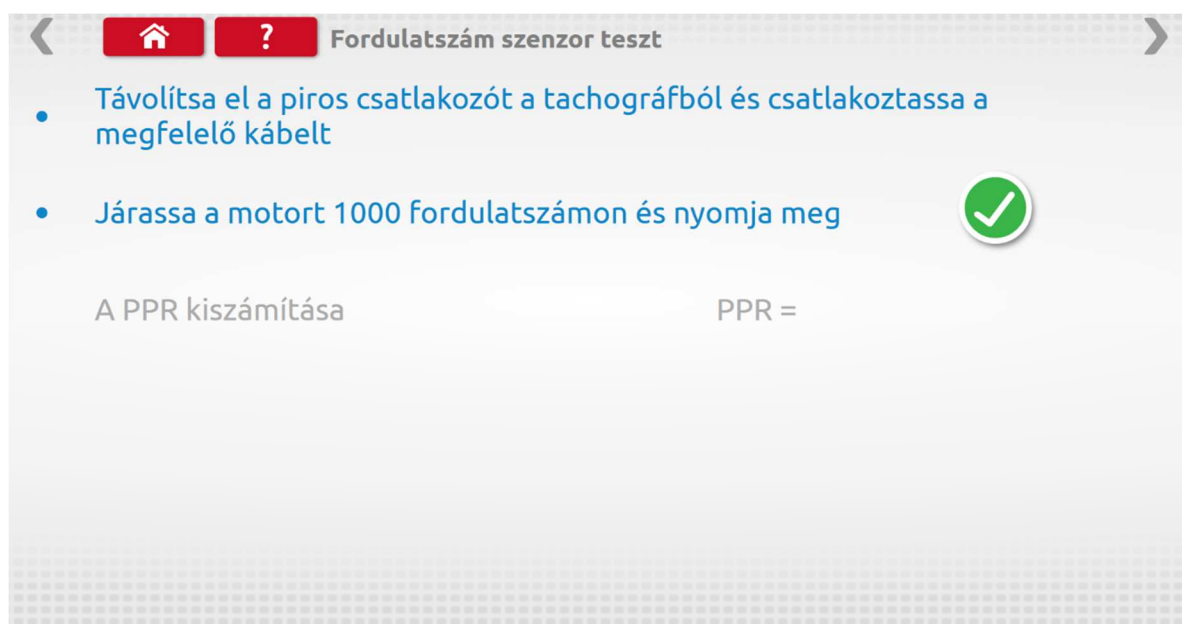 ? Fordulatszám szenzor teszt
• Távolítsa el a piros csatlakozót a tachográfból és csatlakoztassa a
megfelelő kábelt
• Járassa a motort 1000 fordulatszámon és nyomja meg
A PPR kiszámítása PPR =